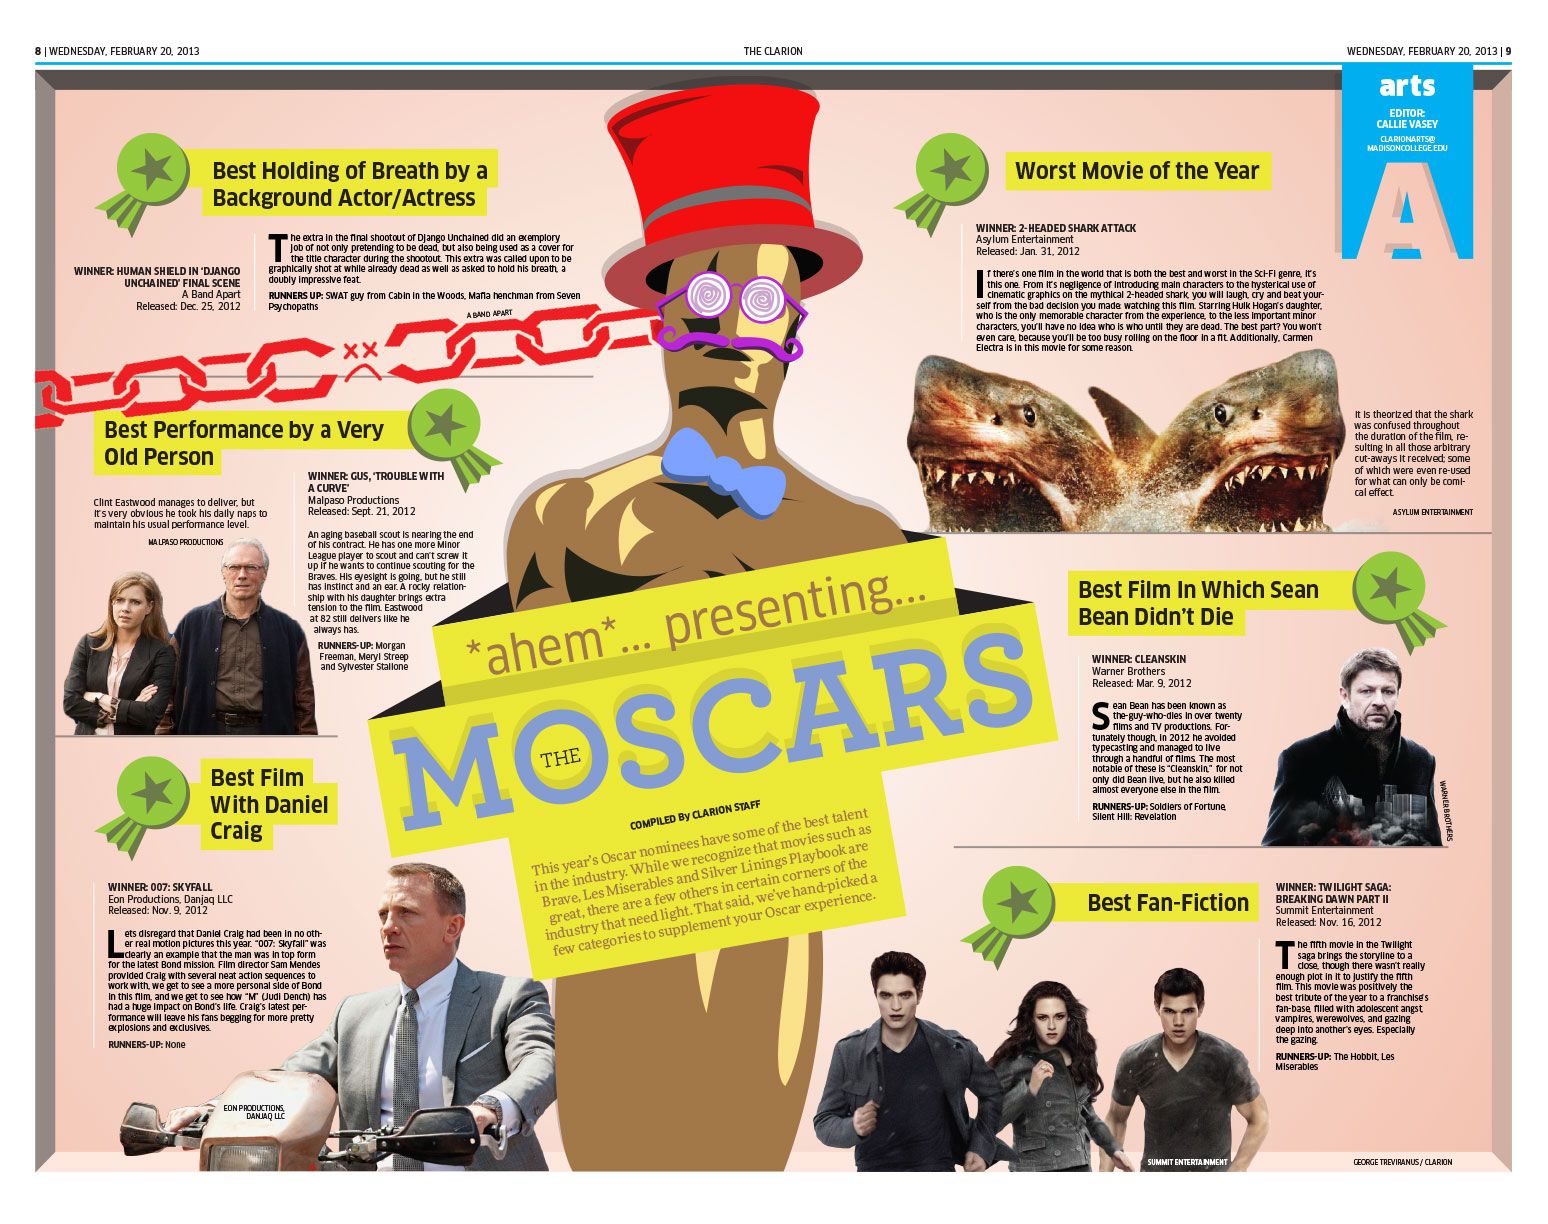 8 | WEDNESDAY, FEBRUARY 20, 2013
THE CLARION
WEDNESDAY, FEBRUARY 20, 2013 | 9
arts
EDITOR:
CALLIE VASEY
CLARIONARTS@
MADISONCOLLEGE.EDU
A
Best Holding of Breath by a
Background Actor/Actress
WINNER: HUMAN SHIELD IN ‘DJANGO
UNCHAINED’ FINAL SCENE
A Band Apart
Released: Dec. 25, 2012
The extra in the final shootout of Django Unchained did an exemplory
job of not only pretending to be dead, but also being used as a cover for
the title character during the shootout. This extra was called upon to be
graphically shot at while already dead as well as asked to hold his breath, a
doubly impressive feat.
RUNNERS UP: SWAT guy from Cabin in the Woods, Mafia henchman from Seven
Psychopaths
A BAND APART
Best Performance by a Very
Old Person
Clint Eastwood manages to deliver, but
it’s very obvious he took his daily naps to
maintain his usual performance level.
MALPASO PRODUCTIONS
WINNER: GUS, ‘TROUBLE WITH
A CURVE’
Malpaso Productions
Released: Sept. 21, 2012
An aging baseball scout is nearing the end
of his contract. He has one more Minor
League player to scout and can’t screw it
up if he wants to continue scouting for the
Braves. His eyesight is going, but he still
has instinct and an ear. A rocky relation-
ship with his daughter brings extra
tension to the film. Eastwood
at 82 still delivers like he
always has.
RUNNERS-UP: Morgan
Freeman, Meryl Streep
and Sylvester Stallone
Best Film
With Daniel
Craig
WINNER: 007: SKYFALL
Eon Productions, Danjaq LLC
Released: Nov. 9, 2012
Lets disregard that Daniel Craig had been in no oth-
er real motion pictures this year. “007: Skyfall” was
clearly an example that the man was in top form
for the latest Bond mission. Film director Sam Mendes
provided Craig with several neat action sequences to
work with, we get to see a more personal side of Bond
in this film, and we get to see how “M” (Judi Dench) has
had a huge impact on Bond’s life. Craig’s latest per-
formance will leave his fans begging for more pretty
explosions and exclusives.
RUNNERS-UP: None
EON PRODUCTIONS,
DANJAQ LLC
*ahem*... presenting...
THE
MOSCARS
COMPILED By CLARION STAFF
This year’s Oscar nominees have some of the best talent
in the industry. While we recognize that movies such as
Brave, Les Miserables and Silver Linings Playbook are
great, there are a few others in certain corners of the
industry that need light. That said, we’ve hand-picked a
few categories to supplement your Oscar experience.
Worst Movie of the Year
WINNER: 2-HEADED SHARK ATTACK
Asylum Entertainment
Released: Jan. 31, 2012
If there’s one film in the world that is both the best and worst in the Sci-Fi genre, it’s
this one. From it’s negligence of introducing main characters to the hysterical use of
cinematic graphics on the mythical 2-headed shark, you will laugh, cry and beat your-
self from the bad decision you made: watching this film. Starring Hulk Hogan’s daughter,
who is the only memorable character from the experience, to the less important minor
characters, you’ll have no idea who is who until they are dead. The best part? You won’t
even care, because you’ll be too busy rolling on the floor in a fit. Additionally, Carmen
Electra is in this movie for some reason.
It is theorized that the shark
was confused throughout
the duration of the film, re-
sulting in all those arbitrary
cut-aways it received; some
of which were even re-used
for what can only be comi-
cal effect.
ASYLUM ENTERTAINMENT
Best Film In Which Sean
Bean Didn’t Die
WINNER: CLEANSKIN
Warner Brothers
Released: Mar. 9, 2012
Sean Bean has been known as
the-guy-who-dies in over twenty
films and TV productions. For-
tunately though, in 2012 he avoided
typecasting and managed to live
through a handful of films. The most
notable of these is “Cleanskin,” for not
only did Bean live, but he also killed
almost everyone else in the film.
RUNNERS-UP: Soldiers of Fortune,
Silent Hill: Revelation
WARNER BROTHERS
Best Fan-Fiction
WINNER: TWILIGHT SAGA:
BREAKING DAWN PART II
Summit Entertainment
Released: Nov. 16, 2012
The fifth movie in the Twilight
saga brings the storyline to a
close, though there wasn’t really
enough plot in it to justify the fifth
film. This movie was positively the
best tribute of the year to a franchise’s
fan-base, filled with adolescent angst,
vampires, werewolves, and gazing
deep into another’s eyes. Especially
the gazing.
RUNNERS-UP: The Hobbit, Les
Miserables
SUMMIT ENTERTAINMENT
GEORGE TREVIRANUS / CLARION